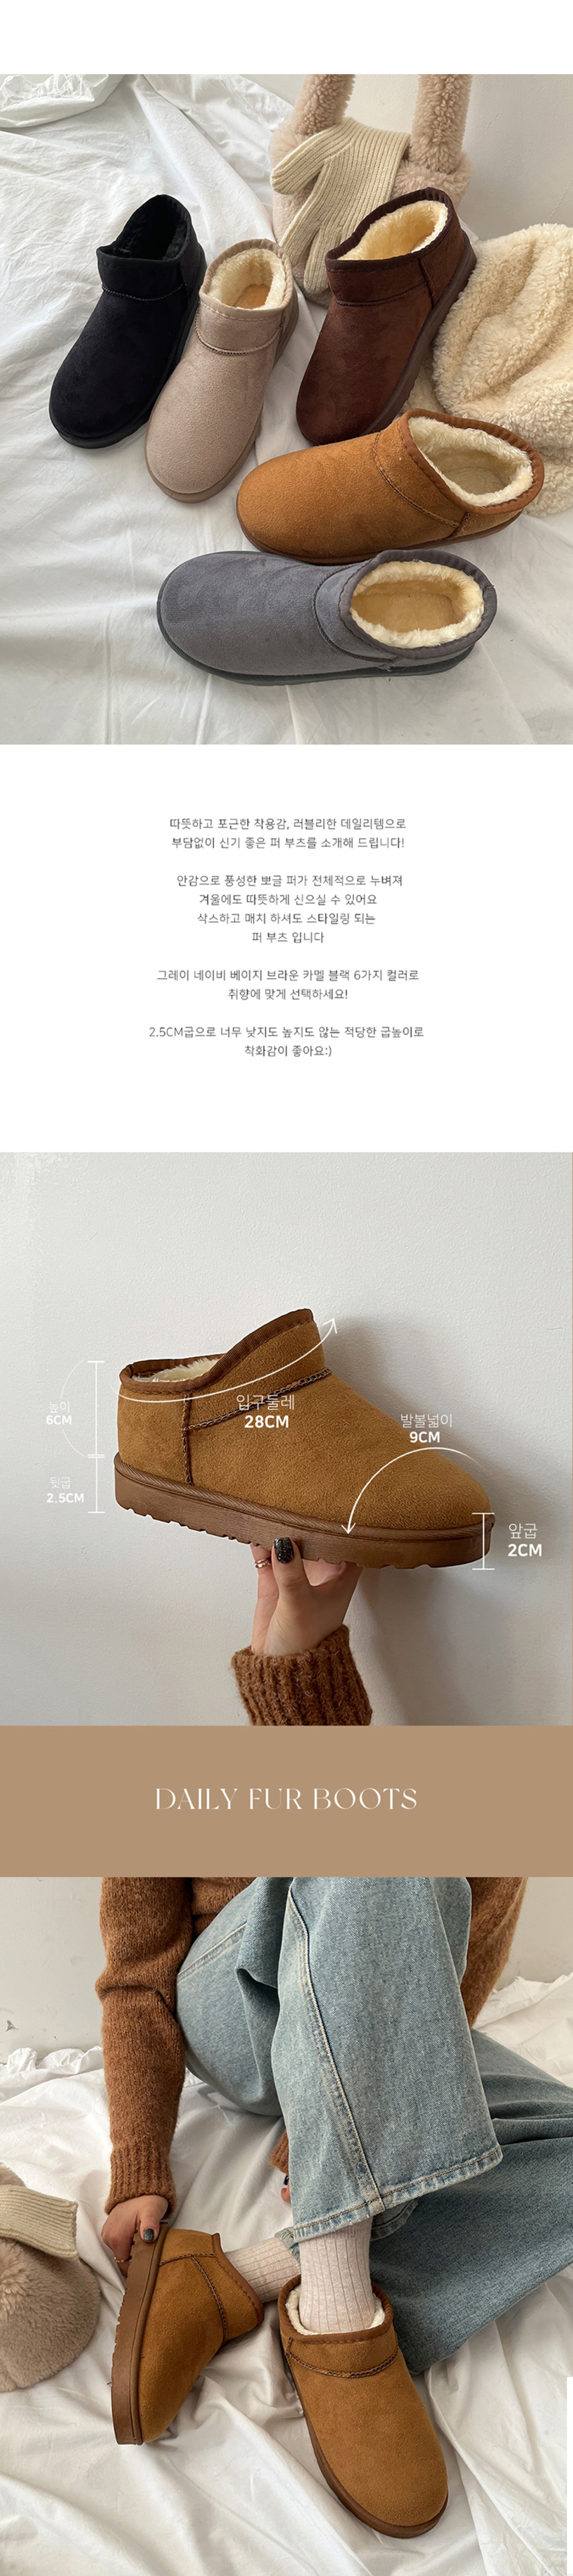 따뜻하고 포근한 착용감, 러블리한 데일리템으로
부담없이 신기 좋은 퍼 부츠를 소개해 드립니다!
안감으로 풍성한 뽀글 퍼가 전체적으로 누벼져
겨울에도 따뜻하게 신으실 수 있어요
삭스하고 매치 하셔도 스타일링 되는
퍼 부츠 입니다
그레이 네이비 베이지 브라운 카멜 블랙 6가지 컬러로
취향에 맞게 선택하세요!
2.5CM굽으로 너무 낮지도 높지도 않는 적당한 굽높이로
착화감이 좋아요:)
높이
6CM
입구둘레
28CM
발볼넓이
9CM
뒷굽
2.5CM
앞굽
2CM
DAILY FUR BOOTS